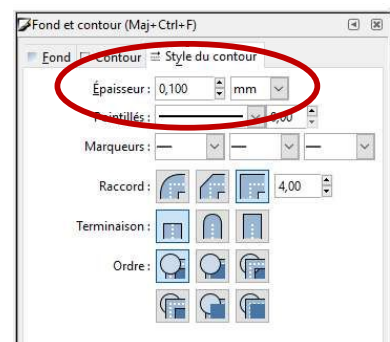 Fond et contour (Maj+Ctrl+F)
Fond Contour Style du contour
Épaisseur : 0,100 mm
Pointillés : 0,00
Marqueurs :
Raccord : 4,00
Terminaison :
Ordre :